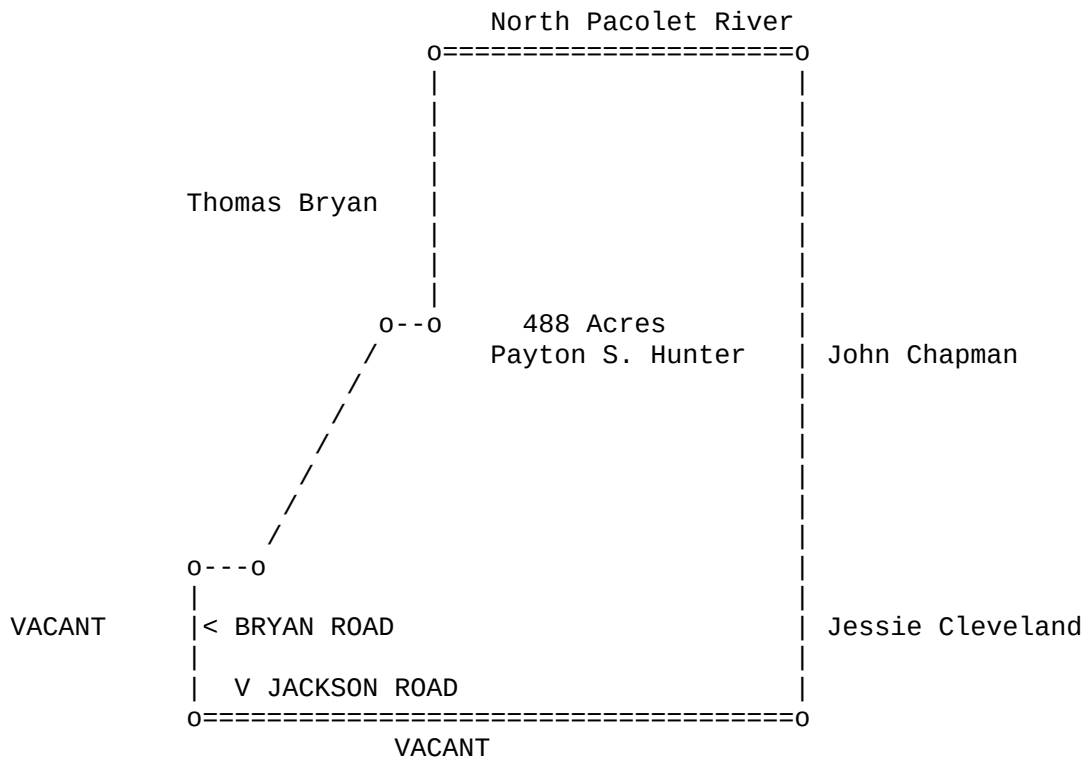 North Pacolet River
Thomas Bryan
488 Acres
Payton S. Hunter
John Chapman
VACANT
< BRYAN ROAD
Jessie Cleveland
V JACKSON ROAD
VACANT